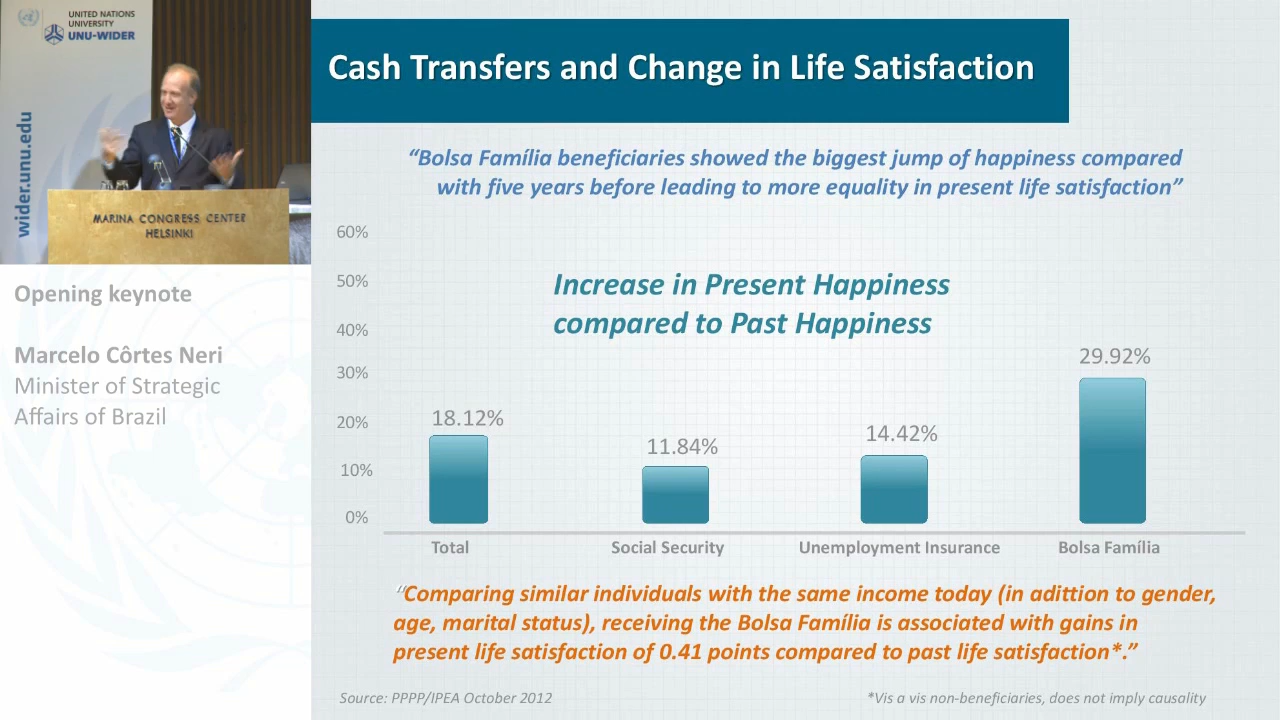 UNITED NATIONS
UNIVERSITY
UNU-WIDER
wider.unu.edu
MARINA CONGRESS CENTER
HELSINKI
Opening keynote
Marcelo Côrtes Neri
Minister of Strategic
Affairs of Brazil
Cash Transfers and Change in Life Satisfaction
“Bolsa Família beneficiaries showed the biggest jump of happiness compared
with five years before leading to more equality in present life satisfaction”
Increase in Present Happiness
compared to Past Happiness
60%
50%
40%
30%
20%
10%
0%
18.12%
11.84%
14.42%
29.92%
Total
Social Security
Unemployment Insurance
Bolsa Família
“Comparing similar individuals with the same income today (in adittion to gender,
age, marital status), receiving the Bolsa Família is associated with gains in
present life satisfaction of 0.41 points compared to past life satisfaction*.”
Source: PPPP/IPEA October 2012
*Vis a vis non-beneficiaries, does not imply causality